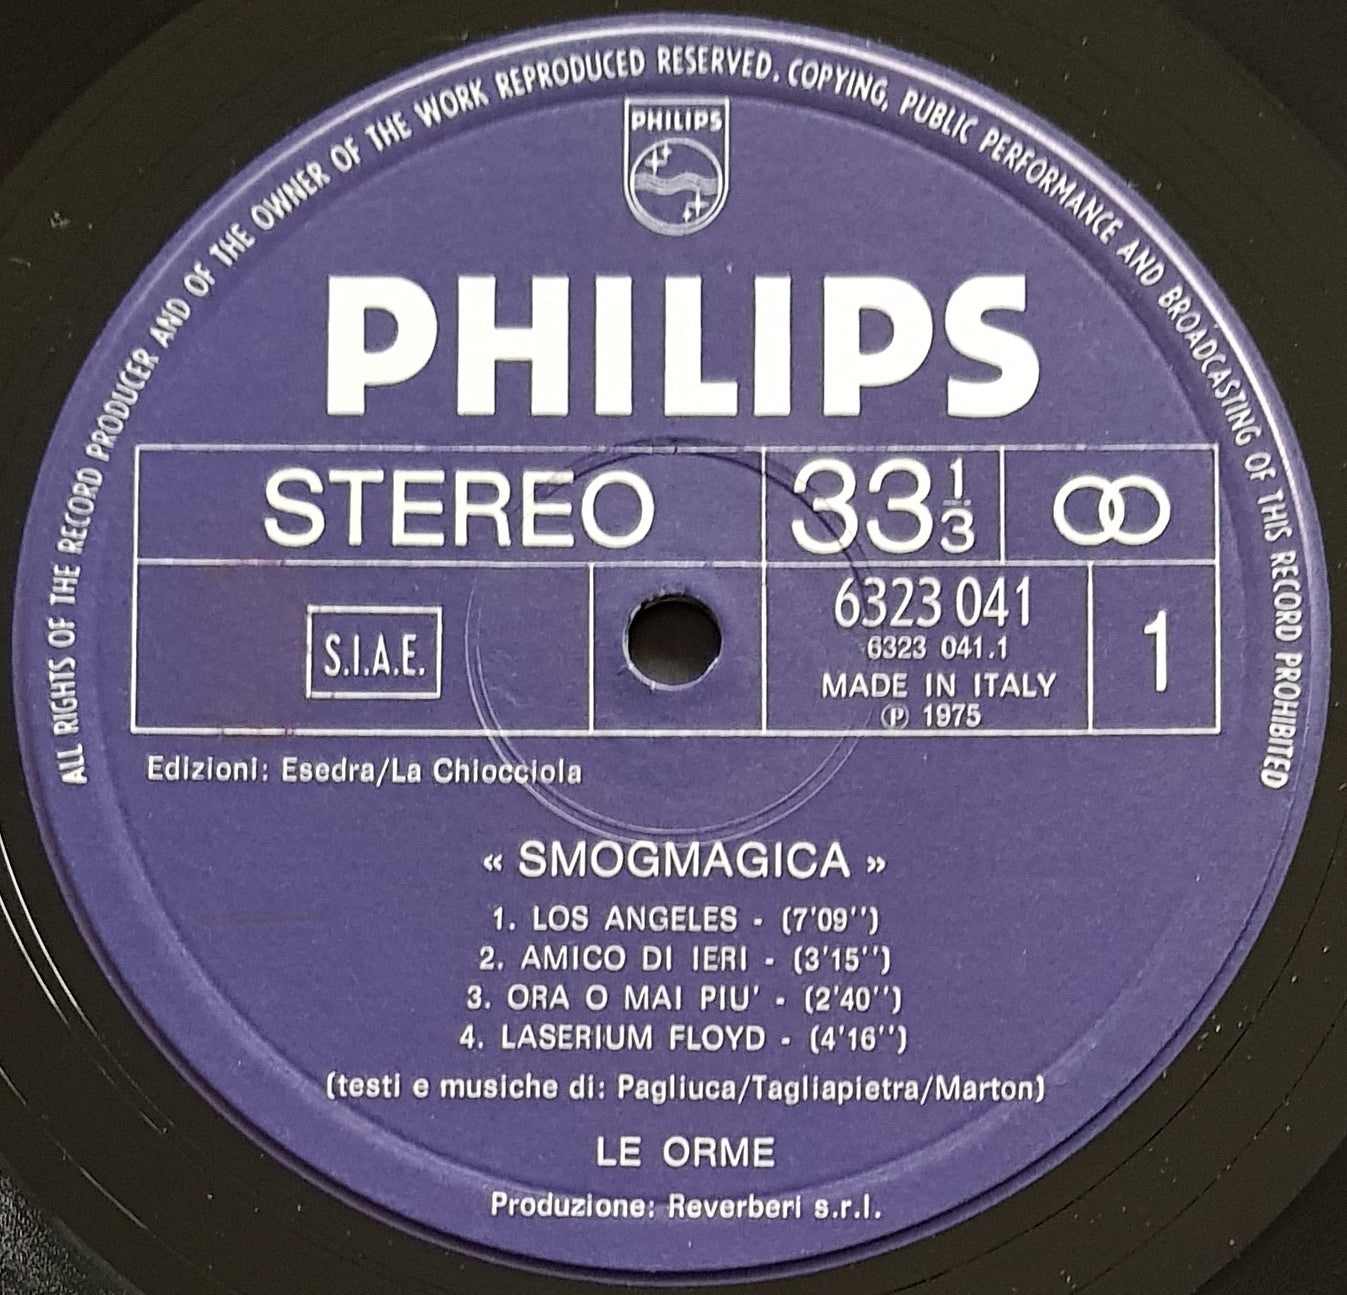 ALL RIGHTS OF THE RECORD PRODUCER AND OF THE OWNER OF THE WORK REPRODUCED RESERVED. COPYING, PUBLIC PERFORMANCE AND BROADCASTING OF THIS RECORD PROHIBITED
PHILIPS
PHILIPS
STEREO
33 1/3
S.I.A.E.
6323 041
6323 041.1
MADE IN ITALY
℗ 1975
1
Edizioni: Esedra/La Chiocciola
« SMOGMAGICA »
1. LOS ANGELES - (7'09'')
2. AMICO DI IERI - (3'15'')
3. ORA O MAI PIU' - (2'40'')
4. LASERIUM FLOYD - (4'16'')
(testi e musiche di: Pagliuca/Tagliapietra/Marton)
LE ORME
Produzione: Reverberi s.r.l.